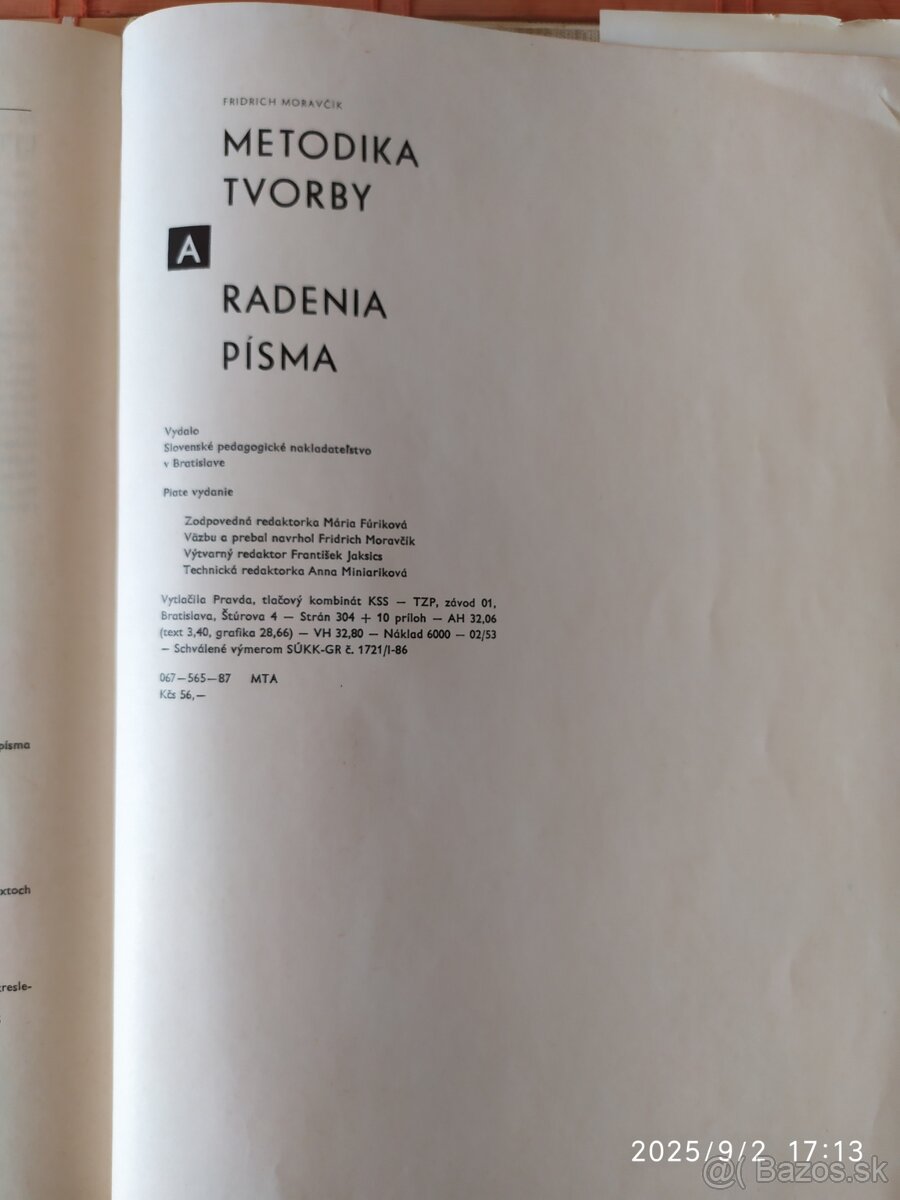 FRIDRICH MORAVČÍK
METODIKA
TVORBY
A
RADENIA
PÍSMA
Vydalo
Slovenské pedagogické nakladateľstvo
v Bratislave
Piate vydanie
Zodpovedná redaktorka Mária Fúriková
Väzbu a prebal navrhol Fridrich Moravčík
Výtvarný redaktor František Jaksics
Technická redaktorka Anna Miniariková
Vytlačila Pravda, tlačový kombinát KSS — TZP, závod 01,
Bratislava, Štúrova 4 — Strán 304 + 10 príloh — AH 32,06
(text 3,40, grafika 28,66) — VH 32,80 — Náklad 6000 — 02/53
— Schválené výmerom SÚKK-GR č. 1721/I-86
067—565—87 MTA
Kčs 56,—
písma
xtoch
resle-
2025/9/2 17:13
@( Bazos.sk